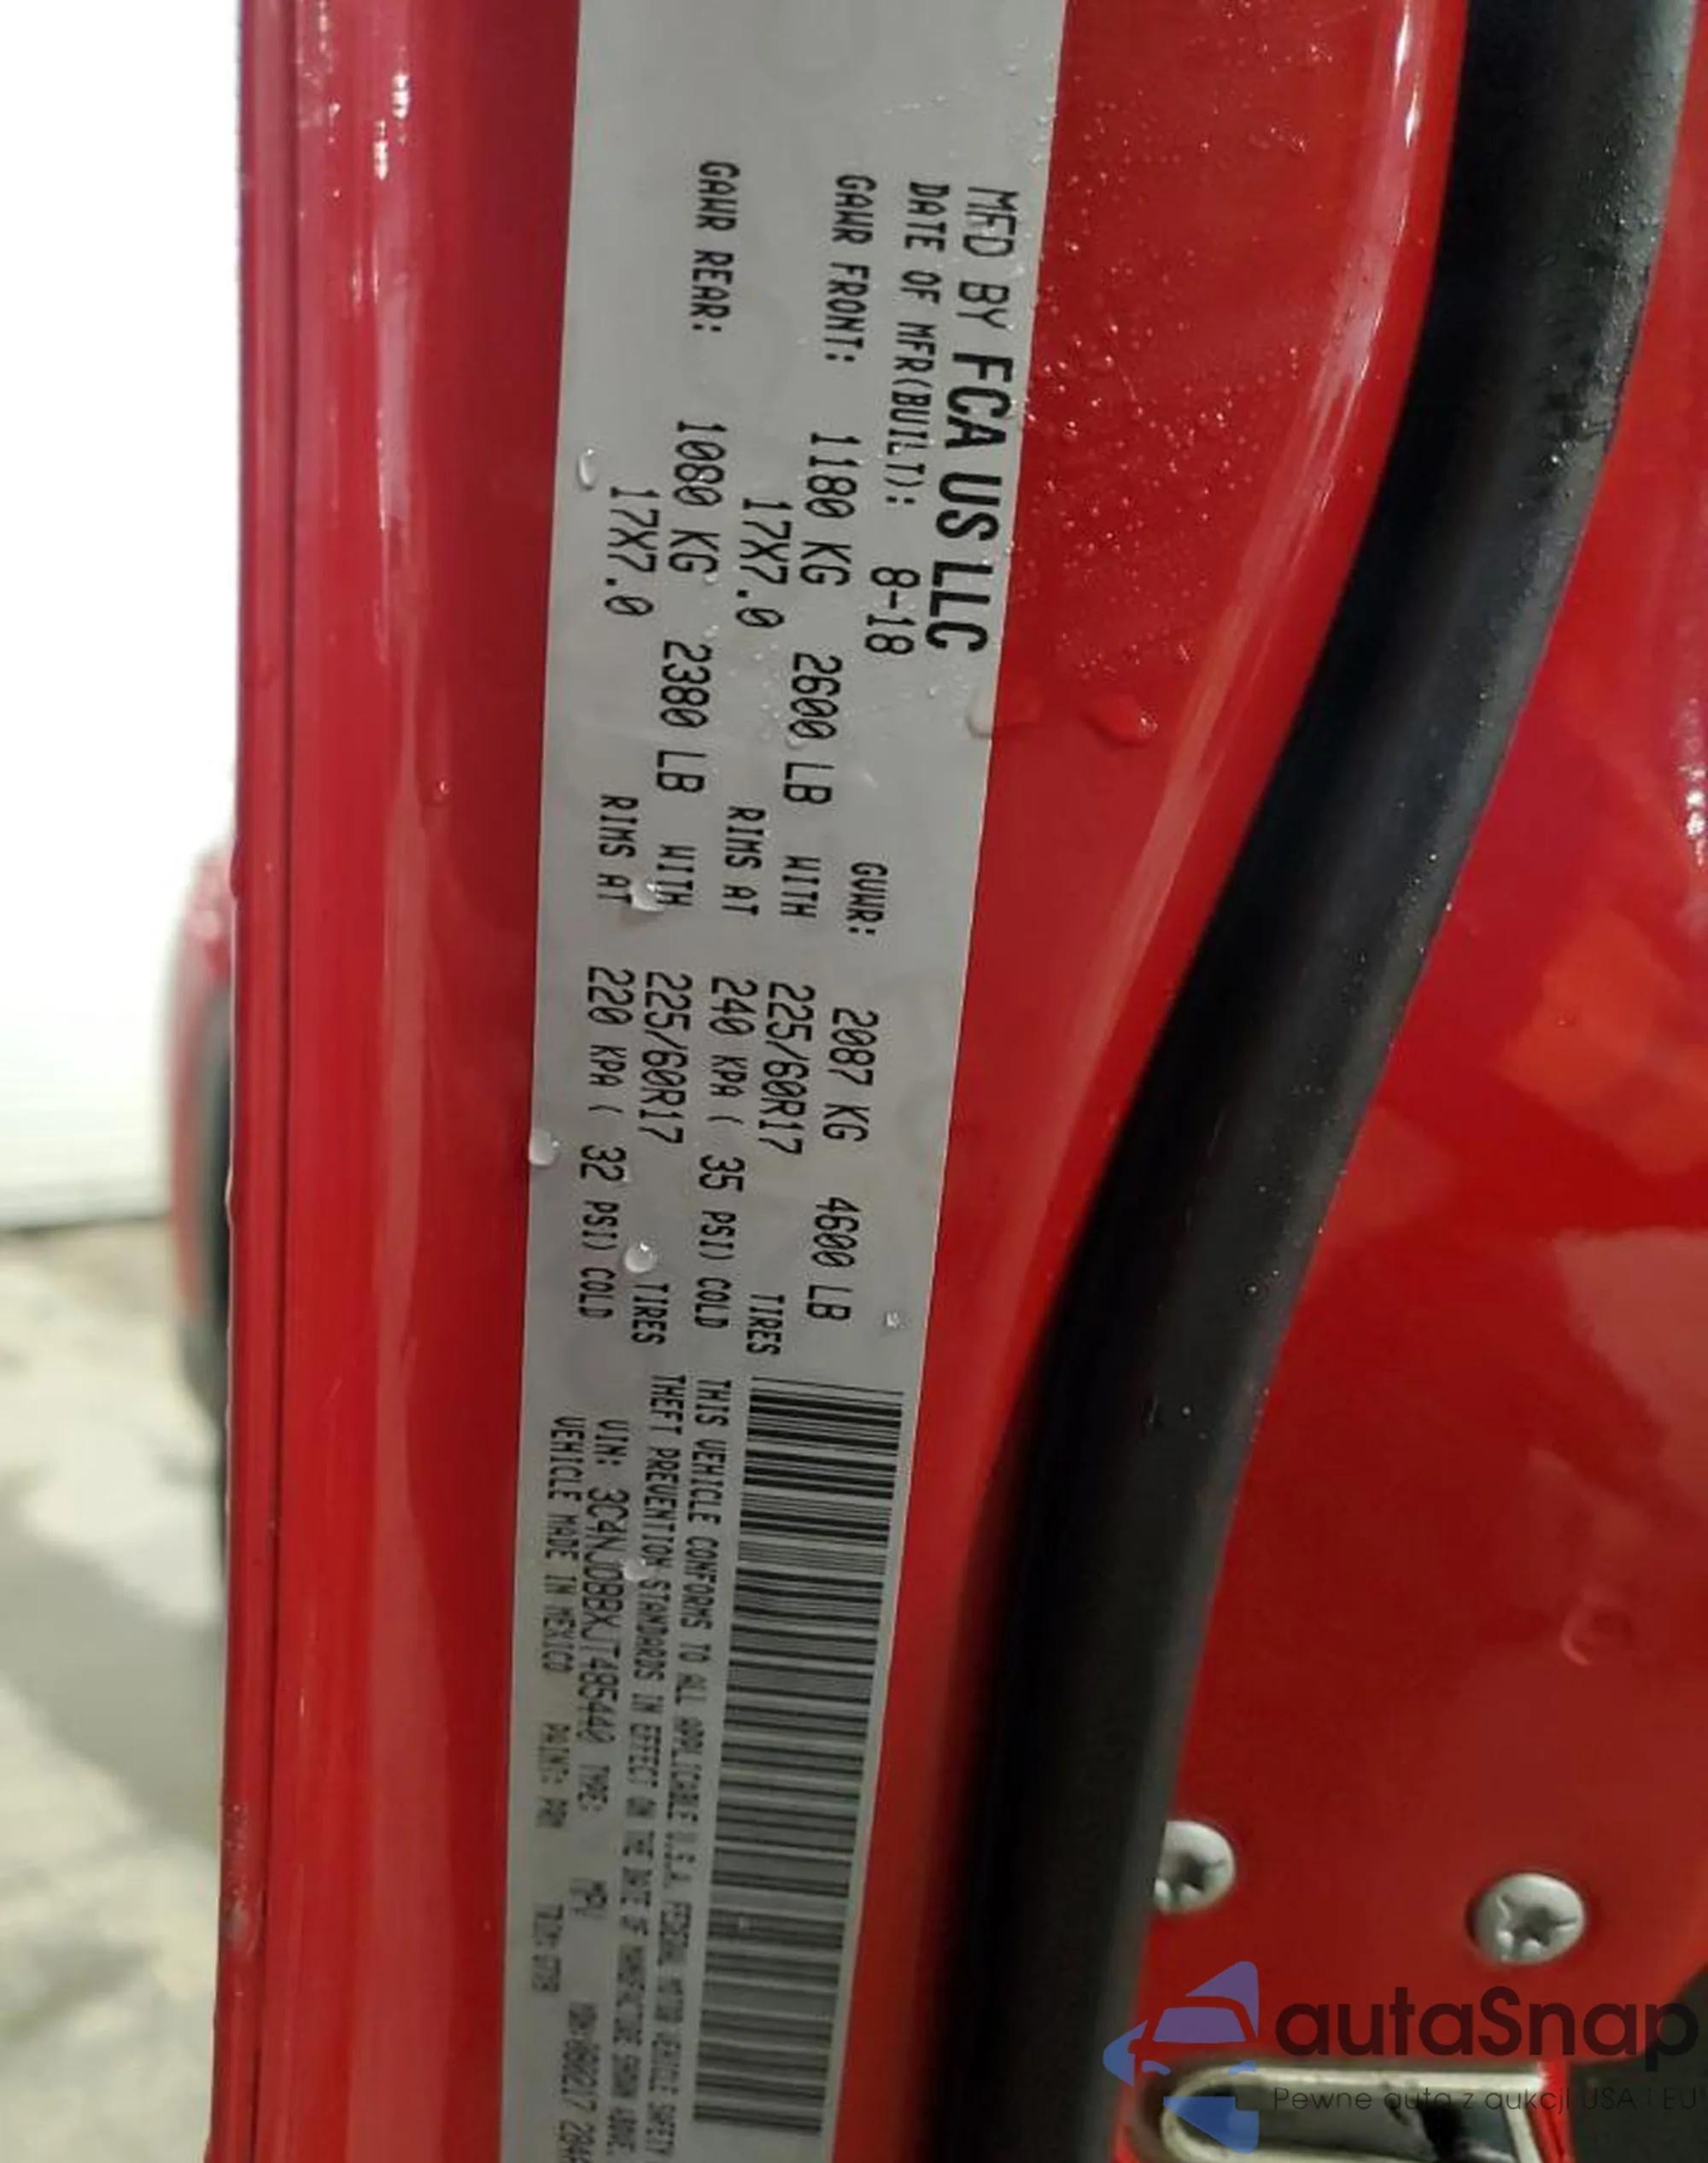 MFD BY FCA US LLC
DATE OF MFR(BUILT): 8-18 GVWR: 2087 KG 4600 LB
GAWR FRONT: 1180 KG 2600 LB WITH 225/60R17 TIRES
17X7.0 RIMS AT 240 KPA ( 35 PSI) COLD
GAWR REAR: 1080 KG 2380 LB WITH 225/60R17 TIRES
17X7.0 RIMS AT 220 KPA ( 32 PSI) COLD
THIS VEHICLE CONFORMS TO ALL APPLICABLE U.S.A. FEDERAL MOTOR VEHICLE SAFETY
THEFT PREVENTION STANDARDS IN EFFECT ON THE DATE OF MANUFACTURE SHOWN ABOVE.
VIN: 3C4NJDBBXJT485440 TYPE: MPV
VEHICLE MADE IN MEXICO PAINT: PRM TRIM:
autaSnap
Pewne auta z aukcji USA i EU